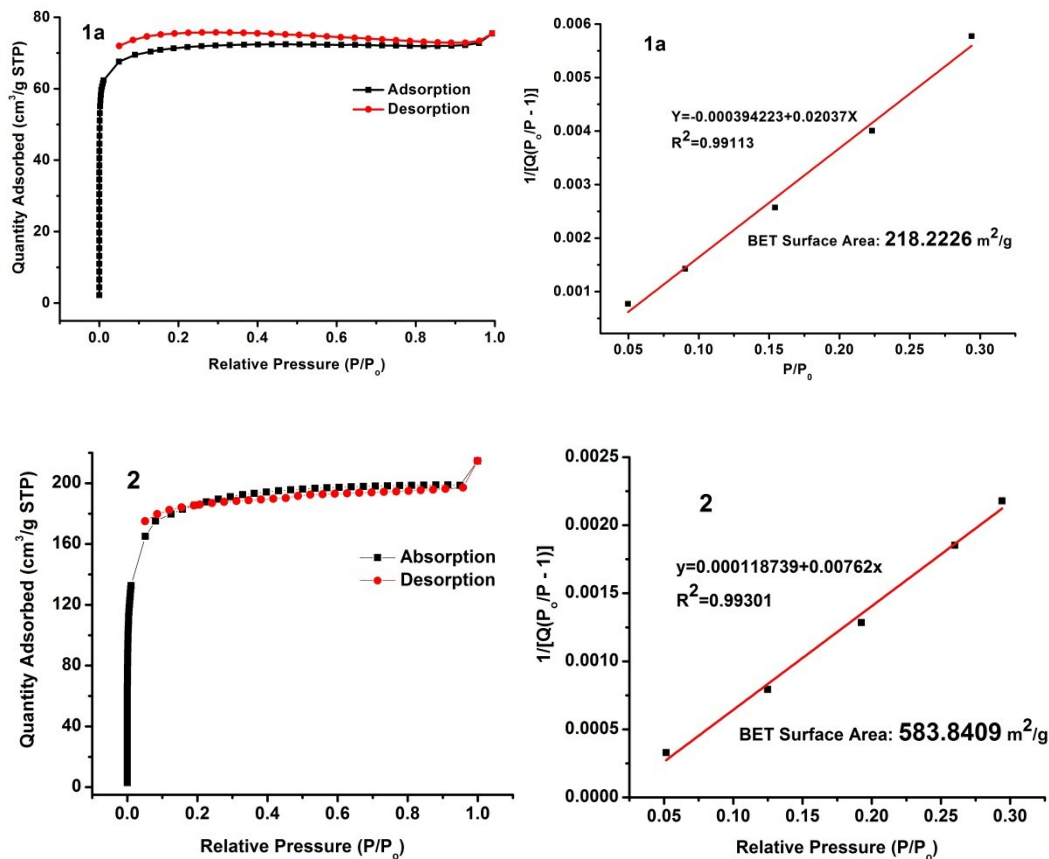 1a
Quantity Adsorbed (cm³/g STP)
80
60
40
20
0
Adsorption
Desorption
0.0 0.2 0.4 0.6 0.8 1.0
Relative Pressure (P/Pₒ)
1a
1/[Q(Pₒ/P - 1)]
0.006
0.005
0.004
0.003
0.002
0.001
Y=-0.000394223+0.02037X
R²=0.99113
BET Surface Area: 218.2226 m²/g
0.05 0.10 0.15 0.20 0.25 0.30
P/P₀
2
Quantity Adsorbed (cm³/g STP)
200
160
120
80
40
0
Absorption
Desorption
0.0 0.2 0.4 0.6 0.8 1.0
Relative Pressure (P/Pₒ)
2
1/[Q(Pₒ/P - 1)]
0.0025
0.0020
0.0015
0.0010
0.0005
0.0000
y=0.000118739+0.00762x
R²=0.99301
BET Surface Area: 583.8409 m²/g
0.05 0.10 0.15 0.20 0.25 0.30
Relative Pressure (P/Pₒ)